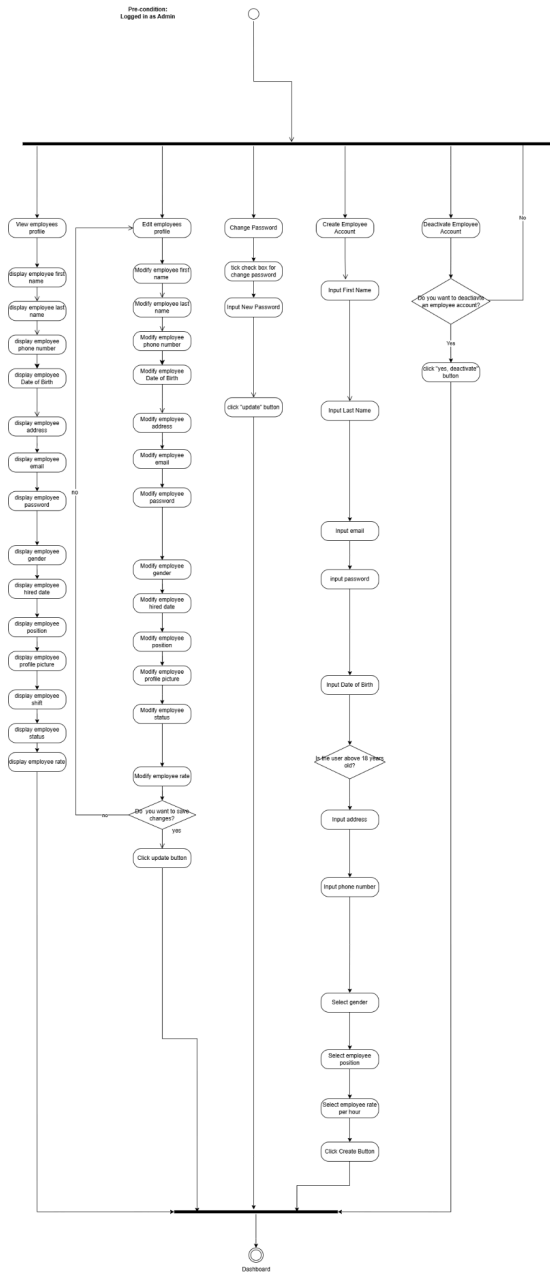 Pre-condition:
Logged in as Admin
View employees
profile
display employee first
name
display employee last
name
display employee
phone number
display employee
Date of Birth
display employee
address
display employee
email
display employee
password
display employee
gender
display employee
hired date
display employee
position
display employee
profile picture
display employee
shift
display employee
status
display employee rate
Edit employees
profile
Modify employee first
name
Modify employee last
name
Modify employee
phone number
Modify employee
Date of Birth
Modify employee
address
Modify employee
email
Modify employee
password
Modify employee
gender
Modify employee
hired date
Modify employee
position
Modify employee
profile picture
Modify employee
status
Modify employee rate
Do you want to save
changes?
no
no
yes
Click update button
Change Password
tick check box for
change password
Input New Password
click "update" button
Create Employee
Account
Input First Name
Input Last Name
Input email
input password
Input Date of Birth
Is the user above 18 years
old?
Input address
Input phone number
Select gender
Select employee
position
Select employee rate
per hour
Click Create Button
Deactivate Employee
Account
Do you want to deactiavte
an employee account?
No
Yes
click "yes, deactivate"
button
Dashboard